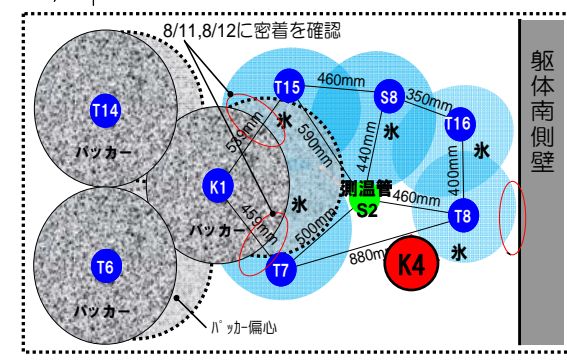 8/11,8/12に密着を確認
躯体南側壁
T15
460mm
S8
350mm
T16
T14
パッカー
氷
氷
539mm
590mm
440mm
400mm
K1
パッカー
測温管
S2
460mm
T8
氷
459mm
500mm
880mm
K4
氷
T6
パッカー
T7
パッカー偏心